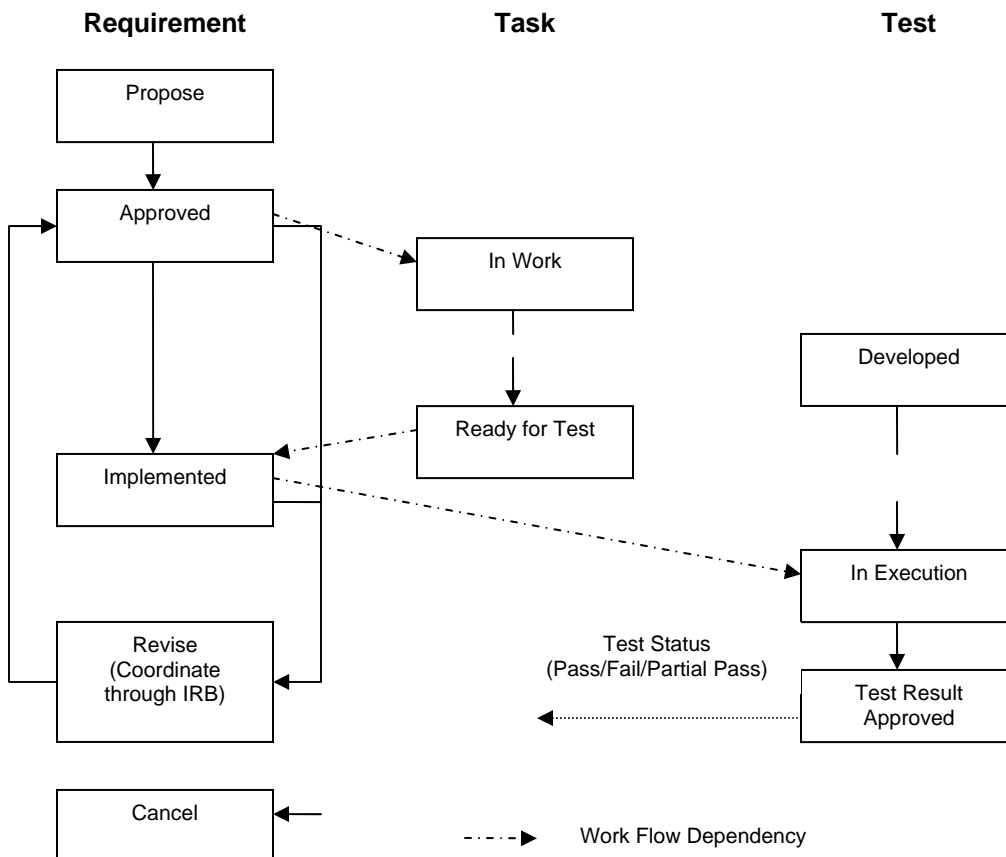 Requirement
Task
Test
Propose
Approved
In Work
Developed
Ready for Test
Implemented
In Execution
Revise
(Coordinate
through IRB)
Test Status
(Pass/Fail/Partial Pass)
Test Result
Approved
Cancel
Work Flow Dependency